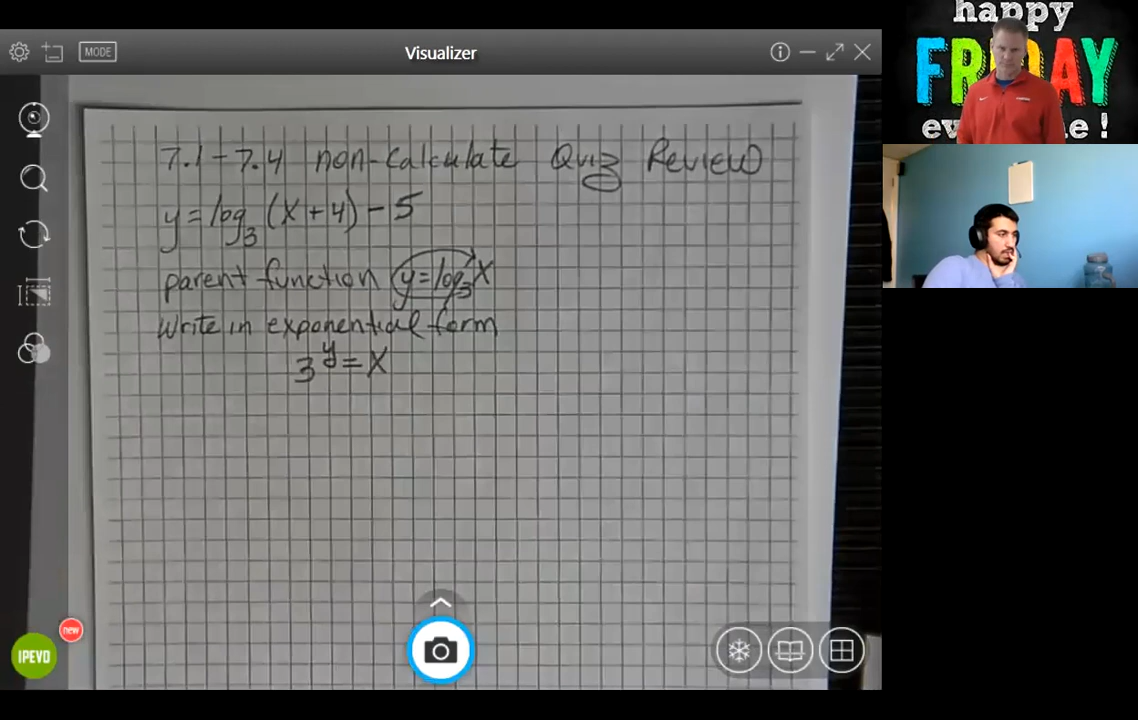 MODE
Visualizer
7.1-7.4 non-calculate Quiz Review
y=log₃(x+4)-5
parent function y=log₃x
Write in exponential form
3^y=x
new
IPEVO
happy
FRIDAY